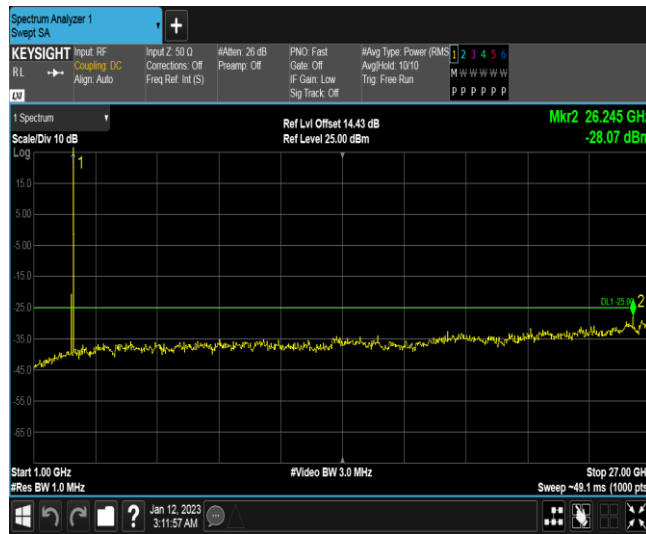 Spectrum Analyzer 1
Swept SA
+
KEYSIGHT
RL
LXI
Input: RF
Coupling: DC
Align: Auto
Input Z: 50 Ω
Corrections: Off
Freq Ref: Int (S)
#Atten: 26 dB
Preamp: Off
PNO: Fast
Gate: Off
IF Gain: Low
Sig Track: Off
#Avg Type: Power (RMS
Avg|Hold: 10/10
Trig: Free Run
1 2 3 4 5 6
M W W W W W
P P P P P P
1 Spectrum
Scale/Div 10 dB
Ref Lvl Offset 14.43 dB
Ref Level 25.00 dBm
Mkr2 26.245 GHz
-28.07 dBm
Log
1
15.0
5.00
-5.00
-15.0
-25.0
DL1 -25.00
2
-35.0
-45.0
-55.0
-65.0
Start 1.00 GHz
#Video BW 3.0 MHz
Stop 27.00 GHz
#Res BW 1.0 MHz
Sweep ~49.1 ms (1000 pts)
?
Jan 12, 2023
3:11:57 AM